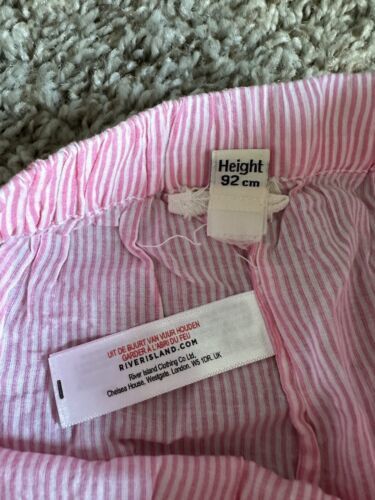 Height
92 cm
UIT DE BUURT VAN VUUR HOUDEN
GARDER À L'ABRI DU FEU
RIVERISLAND.COM
River Island Clothing Co Ltd.,
Chelsea House, Westgate, London. W5 1DR, UK